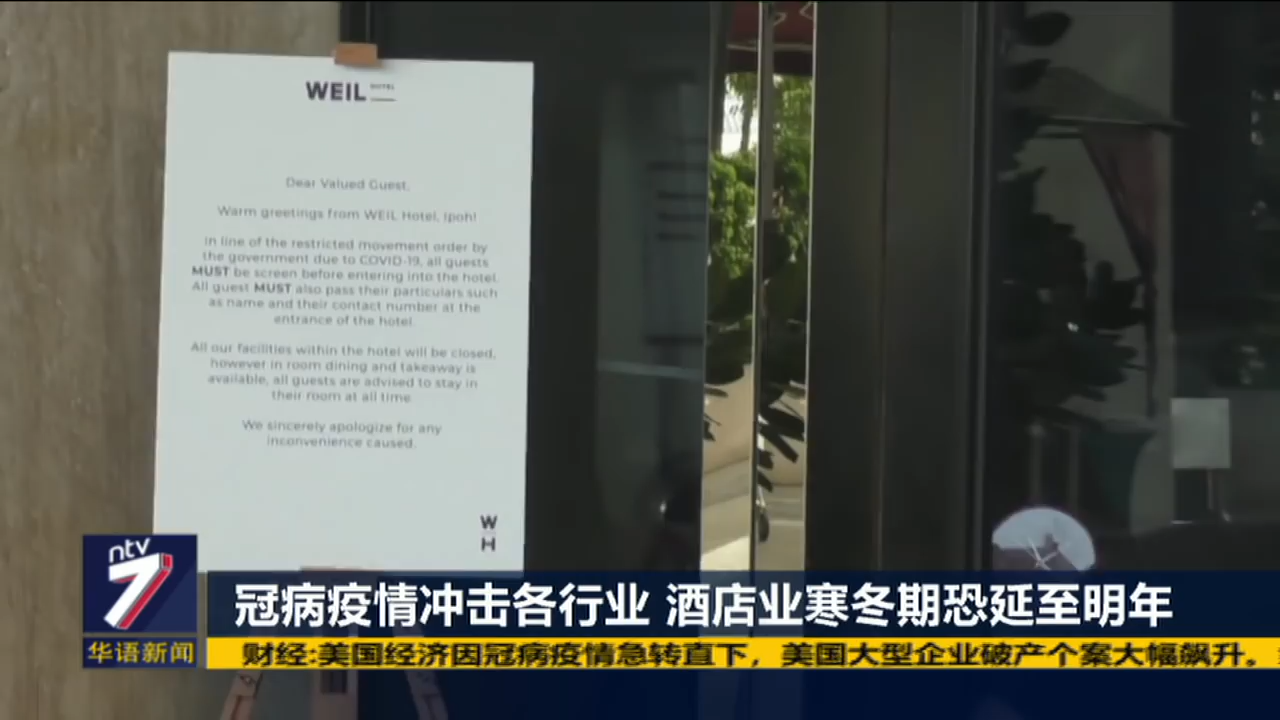 WEIL HOTEL
Dear Valued Guest,
Warm greetings from WEIL Hotel, Ipoh!
In line of the restricted movement order by
the government due to COVID-19, all guests
MUST be screen before entering into the hotel.
All guest MUST also pass their particulars such
as name and their contact number at the
entrance of the hotel.
All our facilities within the hotel will be closed,
however in room dining and takeaway is
available, all guests are advised to stay in
their room at all time.
We sincerely apologize for any
inconvenience caused.
W
H
ntv
7
华语新闻
冠病疫情冲击各行业 酒店业寒冬期恐延至明年
财经:美国经济因冠病疫情急转直下，美国大型企业破产个案大幅飙升。